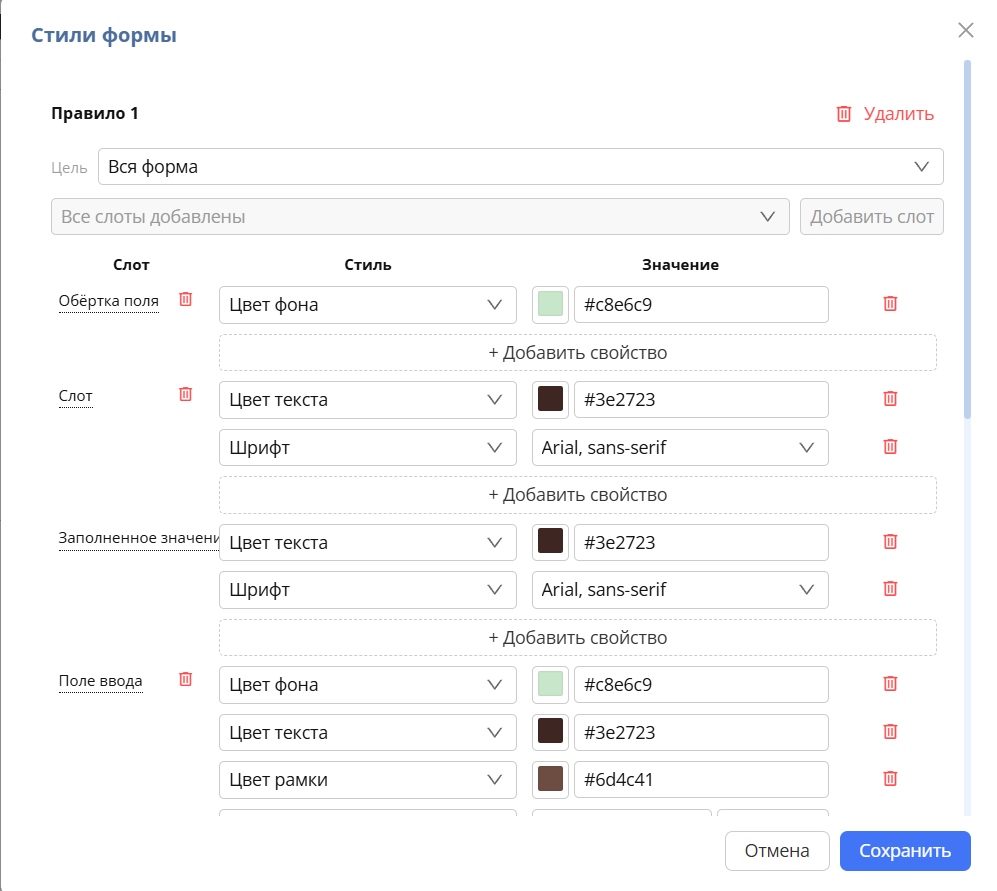 Стили формы
Правило 1
Удалить
Цель
Вся форма
Все слоты добавлены
Добавить слот
Слот Стиль Значение
Обёртка поля Цвет фона #c8e6c9
+ Добавить свойство
Слот Цвет текста #3e2723
Шрифт Arial, sans-serif
+ Добавить свойство
Заполненное значени Цвет текста #3e2723
Шрифт Arial, sans-serif
+ Добавить свойство
Поле ввода Цвет фона #c8e6c9
Цвет текста #3e2723
Цвет рамки #6d4c41
Отмена Сохранить